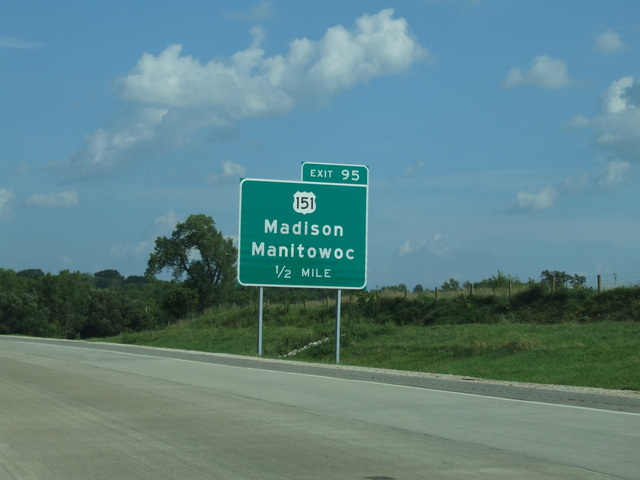 EXIT 95
151
Madison
Manitowoc
1/2 MILE